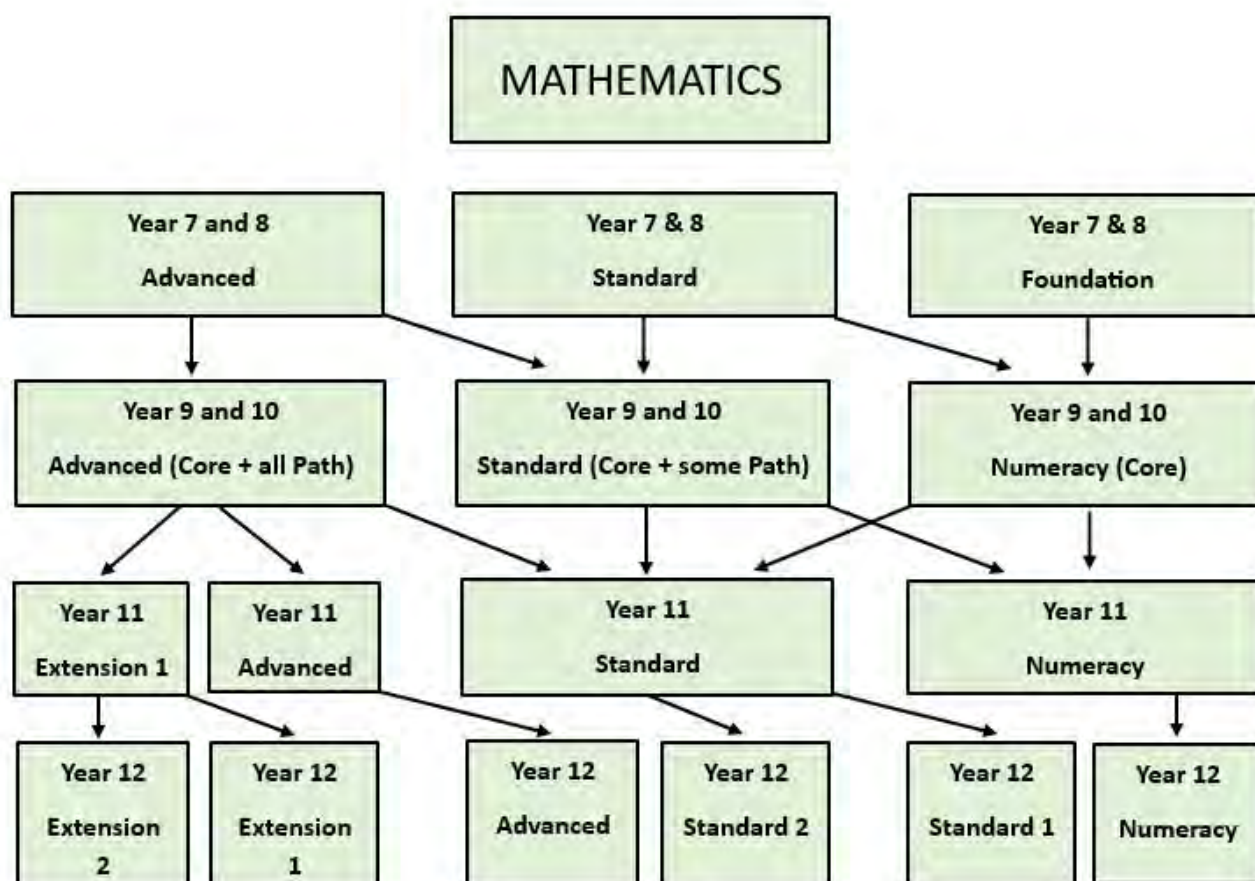 MATHEMATICS
Year 7 and 8
Advanced
Year 7 & 8
Standard
Year 7 & 8
Foundation
Year 9 and 10
Advanced (Core + all Path)
Year 9 and 10
Standard (Core + some Path)
Year 9 and 10
Numeracy (Core)
Year 11
Extension 1
Year 11
Advanced
Year 11
Standard
Year 11
Numeracy
Year 12
Extension
2
Year 12
Extension
1
Year 12
Advanced
Year 12
Standard 2
Year 12
Standard 1
Year 12
Numeracy